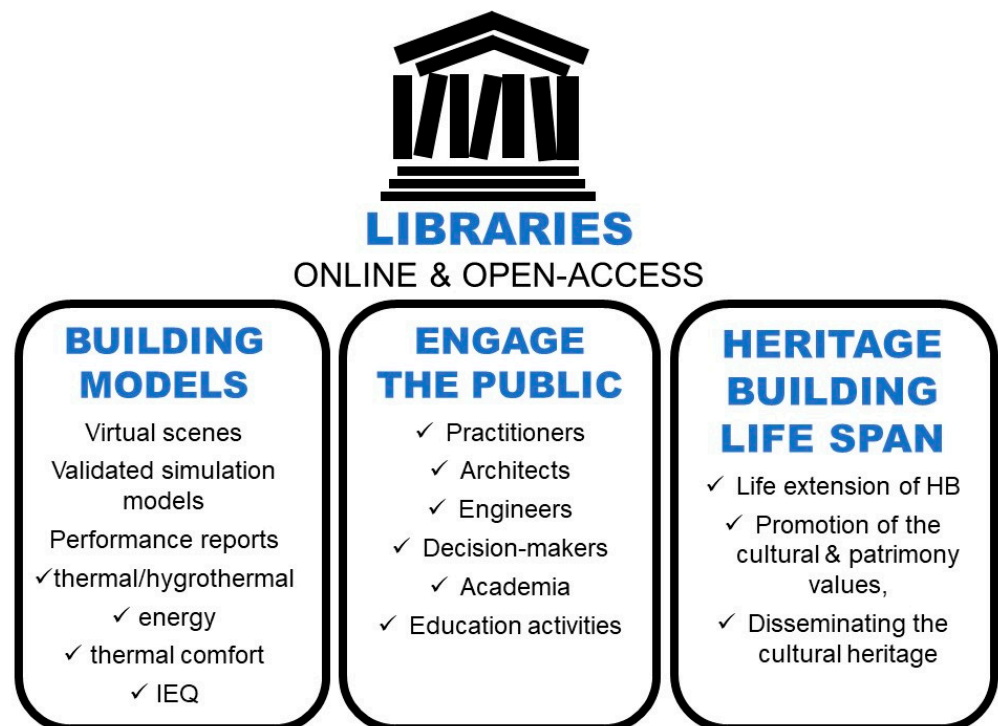 LIBRARIES
ONLINE & OPEN-ACCESS
BUILDING
MODELS
Virtual scenes
Validated simulation
models
Performance reports
✓thermal/hygrothermal
✓ energy
✓ thermal comfort
✓ IEQ
ENGAGE
THE PUBLIC
✓ Practitioners
✓ Architects
✓ Engineers
✓ Decision-makers
✓ Academia
✓ Education activities
HERITAGE
BUILDING
LIFE SPAN
✓ Life extension of HB
✓ Promotion of the
cultural & patrimony
values,
✓ Disseminating the
cultural heritage